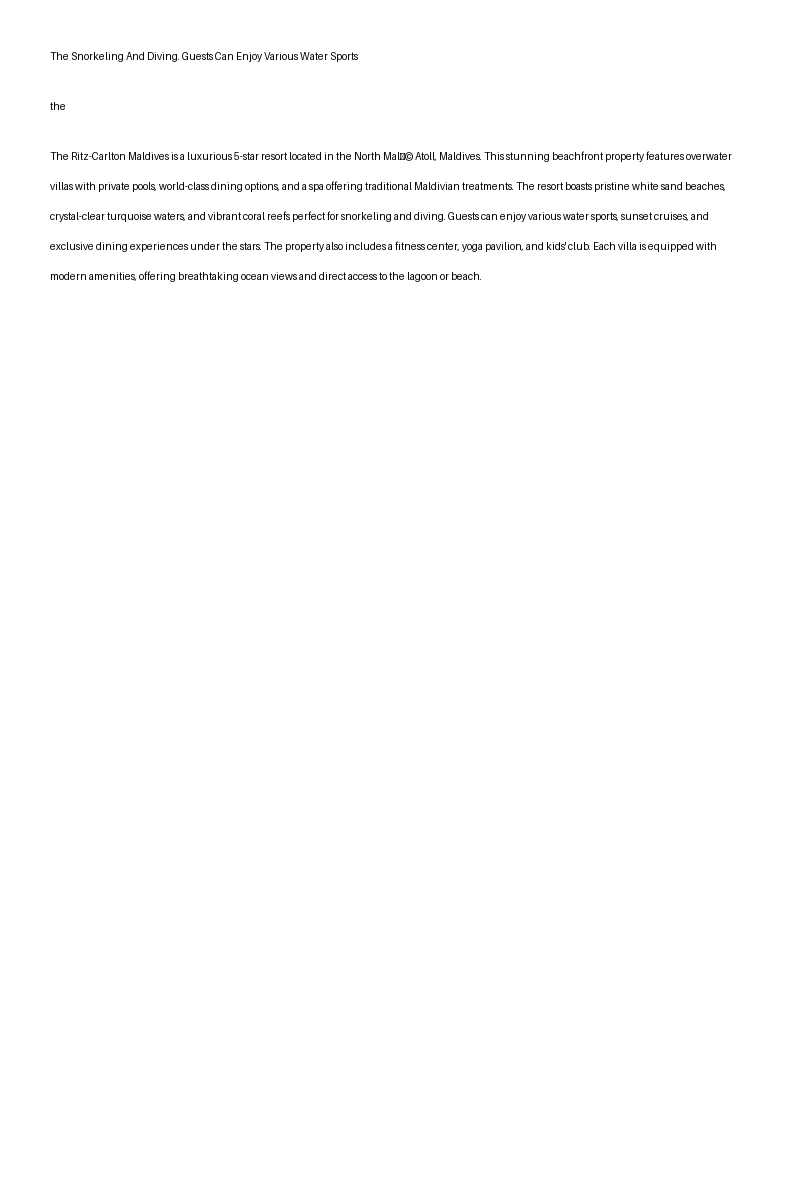 The Snorkeling And Diving. Guests Can Enjoy Various Water Sports
the
The Ritz-Carlton Maldives is a luxurious 5-star resort located in the North Mal□© Atoll, Maldives. This stunning beachfront property features overwater
villas with private pools, world-class dining options, and a spa offering traditional Maldivian treatments. The resort boasts pristine white sand beaches,
crystal-clear turquoise waters, and vibrant coral reefs perfect for snorkeling and diving. Guests can enjoy various water sports, sunset cruises, and
exclusive dining experiences under the stars. The property also includes a fitness center, yoga pavilion, and kids' club. Each villa is equipped with
modern amenities, offering breathtaking ocean views and direct access to the lagoon or beach.